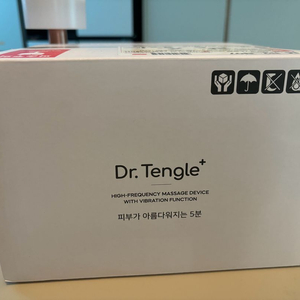 Dr. Tengle+
HIGH-FREQUENCY MASSAGE DEVICE
WITH VIBRATION FUNCTION
피부가 아름다워지는 5분